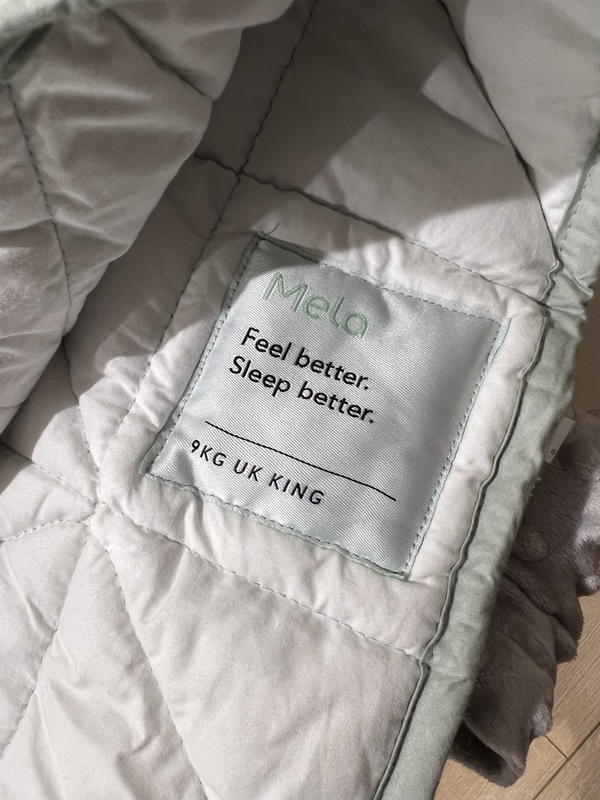 Mela
Feel better.
Sleep better.
9KG UK KING